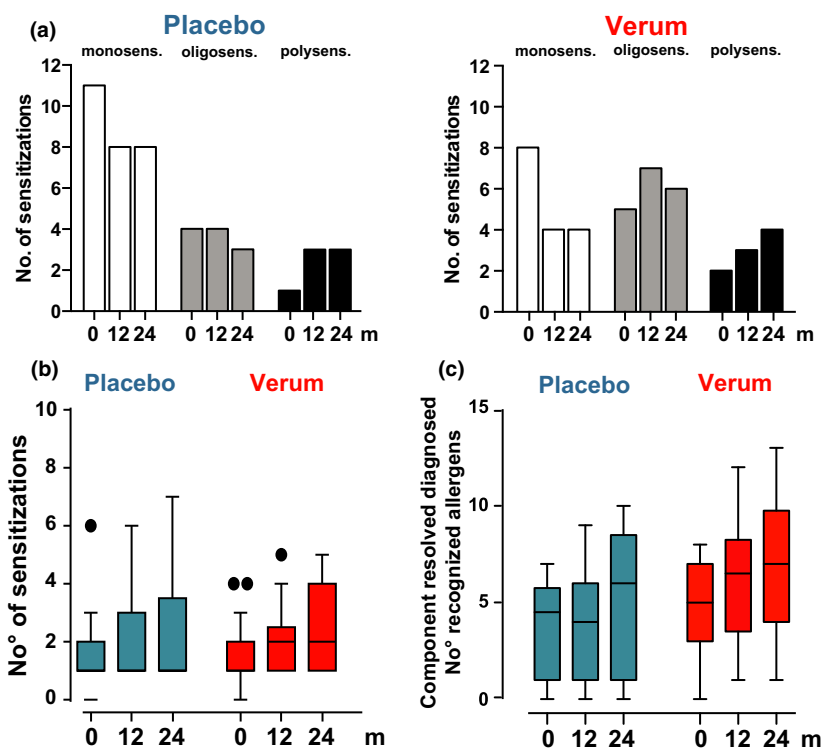 (a)
Placebo
monosens. oligosens. polysens.
No. of sensitizations
12
10
8
6
4
2
0
0 12 24 0 12 24 0 12 24 m
Verum
monosens. oligosens. polysens.
No. of sensitizations
12
10
8
6
4
2
0
0 12 24 0 12 24 0 12 24 m
(b)
Placebo Verum
No° of sensitizations
10
8
6
4
2
0
0 12 24 0 12 24 m
(c)
Placebo Verum
Component resolved diagnosed
No° recognized allergens
15
10
5
0
0 12 24 0 12 24 m